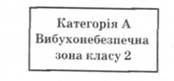 Категорія А
Вибухонебезпечна
зона класу 2